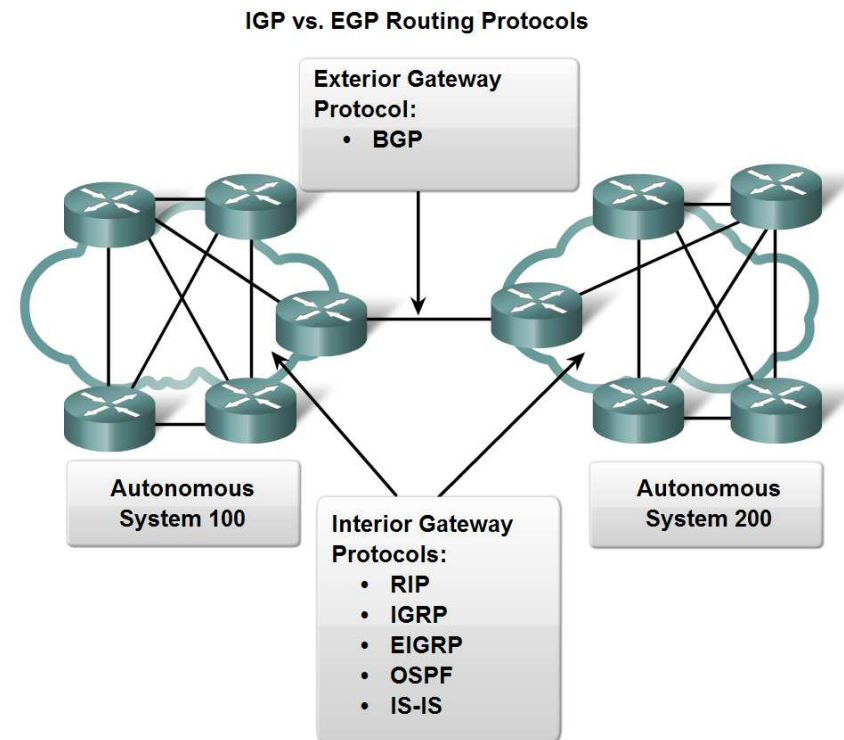 IGP vs. EGP Routing Protocols
Exterior Gateway
Protocol:
• BGP
Autonomous
System 100
Autonomous
System 200
Interior Gateway
Protocols:
• RIP
• IGRP
• EIGRP
• OSPF
• IS-IS